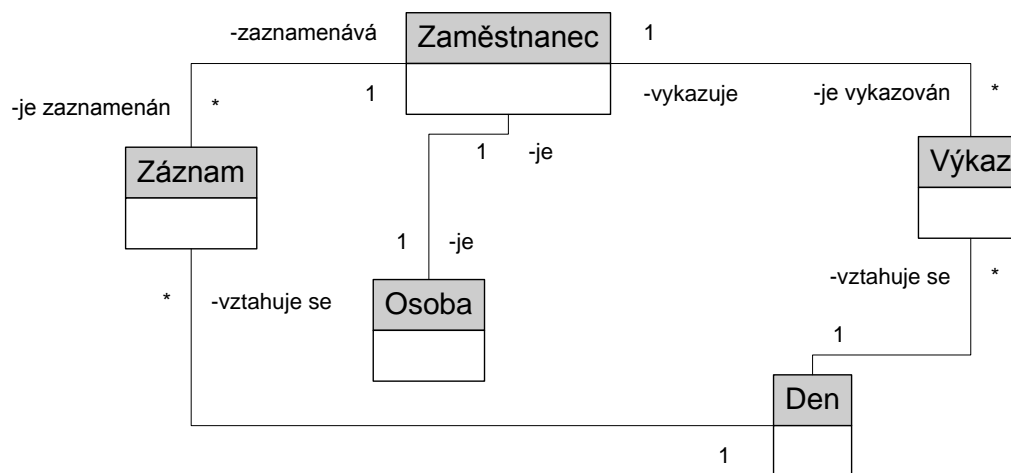 -zaznamenává
Zaměstnanec
1
-je zaznamenán
*
1
-vykazuje
-je vykazován
*
Záznam
1
-je
Výkaz
1
-je
*
-vztahuje se
Osoba
-vztahuje se
*
1
Den
1